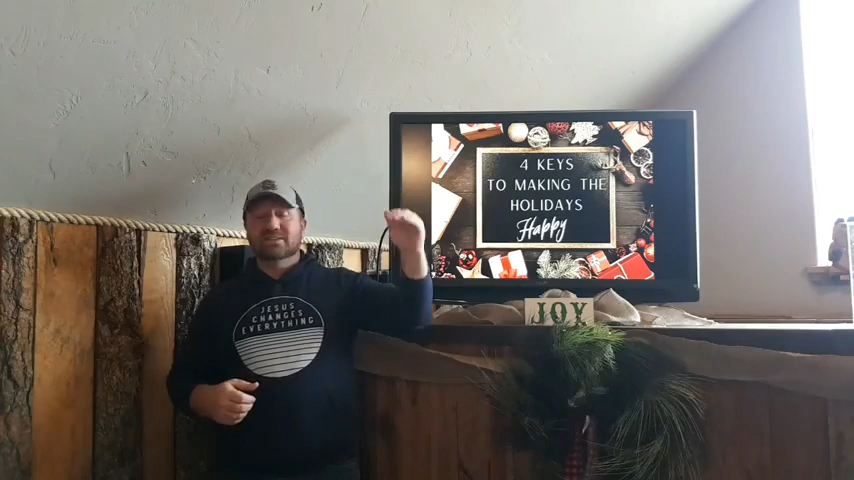 4 KEYS
TO MAKING THE
HOLIDAYS
Happy
JESUS
CHANGES
EVERYTHING
JOY